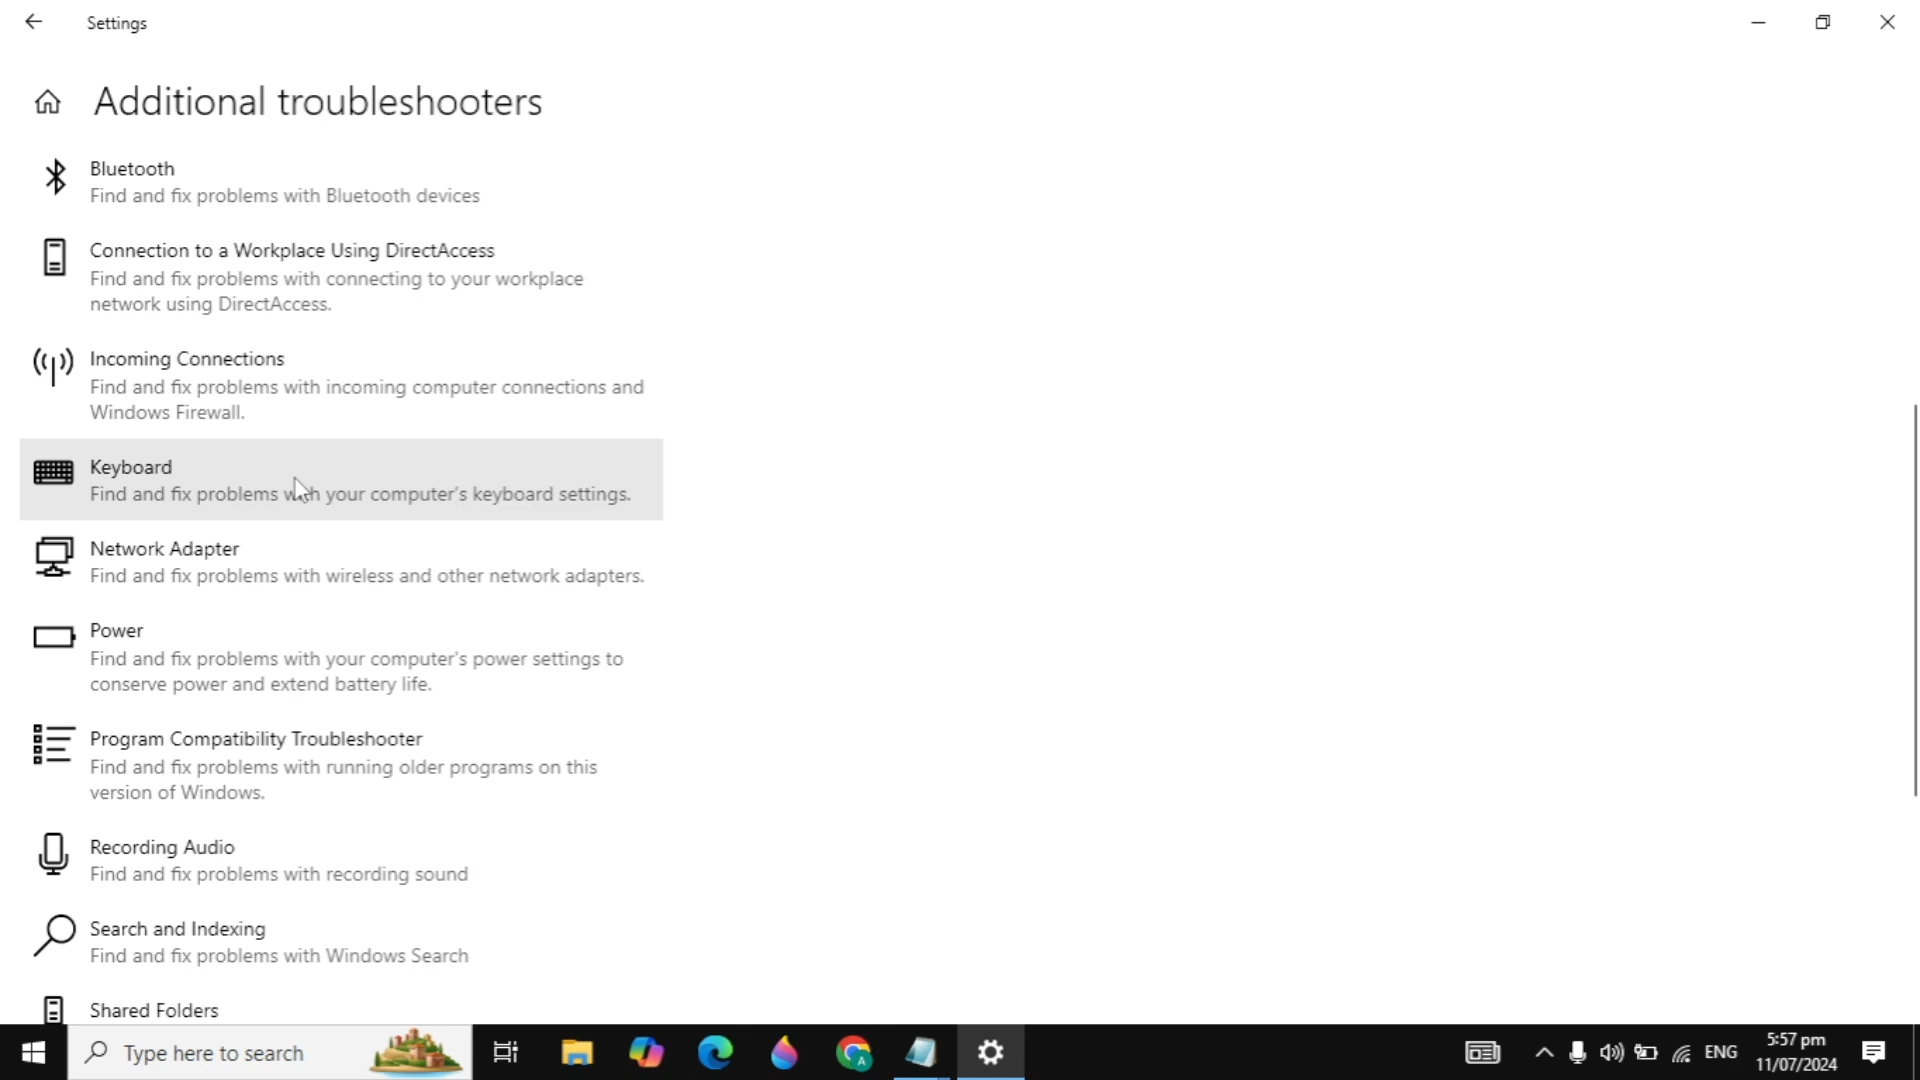 Settings
Additional troubleshooters
Bluetooth
Find and fix problems with Bluetooth devices
Connection to a Workplace Using DirectAccess
Find and fix problems with connecting to your workplace
network using DirectAccess.
Incoming Connections
Find and fix problems with incoming computer connections and
Windows Firewall.
Keyboard
Find and fix problems with your computer's keyboard settings.
Network Adapter
Find and fix problems with wireless and other network adapters.
Power
Find and fix problems with your computer's power settings to
conserve power and extend battery life.
Program Compatibility Troubleshooter
Find and fix problems with running older programs on this
version of Windows.
Recording Audio
Find and fix problems with recording sound
Search and Indexing
Find and fix problems with Windows Search
Shared Folders
Type here to search
A
ENG
5:57 pm
11/07/2024